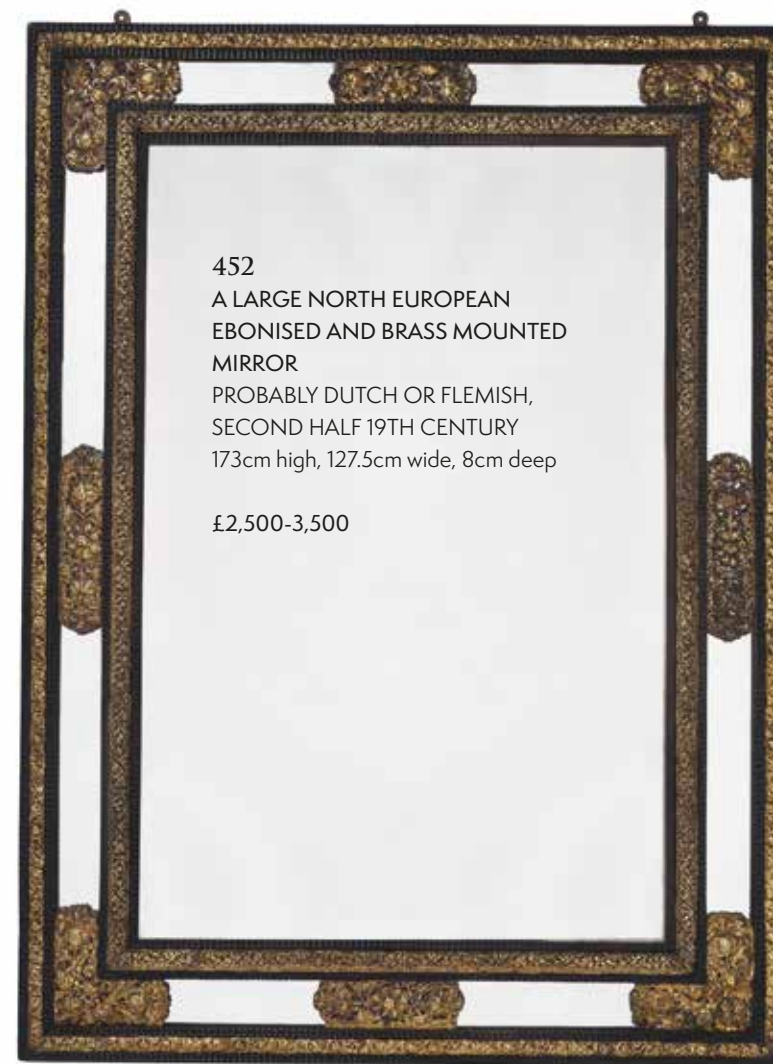 452
A LARGE NORTH EUROPEAN
EBONISED AND BRASS MOUNTED
MIRROR
PROBABLY DUTCH OR FLEMISH,
SECOND HALF 19TH CENTURY
173cm high, 127.5cm wide, 8cm deep
£2,500-3,500